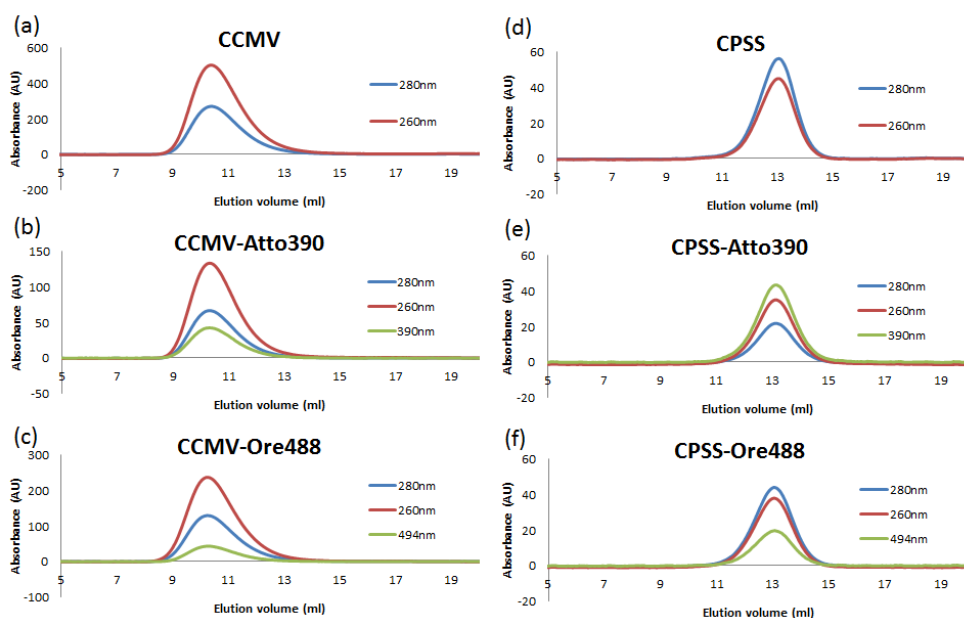 (a)
CCMV
Absorbance (AU)
600
400
200
0
-200
5 7 9 11 13 15 17 19
Elution volume (ml)
280nm
260nm
(b)
CCMV-Atto390
Absorbance (AU)
150
100
50
0
-50
5 7 9 11 13 15 17 19
Elution volume (ml)
280nm
260nm
390nm
(c)
CCMV-Ore488
Absorbance (AU)
300
200
100
0
-100
5 7 9 11 13 15 17 19
Elution volume (ml)
280nm
260nm
494nm
(d)
CPSS
Absorbance (AU)
60
40
20
0
-20
5 7 9 11 13 15 17 19
Elution volume (ml)
280nm
260nm
(e)
CPSS-Atto390
Absorbance (AU)
60
40
20
0
-20
5 7 9 11 13 15 17 19
Elution volume (ml)
280nm
260nm
390nm
(f)
CPSS-Ore488
Absorbance (AU)
60
40
20
0
-20
5 7 9 11 13 15 17 19
Elution volume (ml)
280nm
260nm
494nm